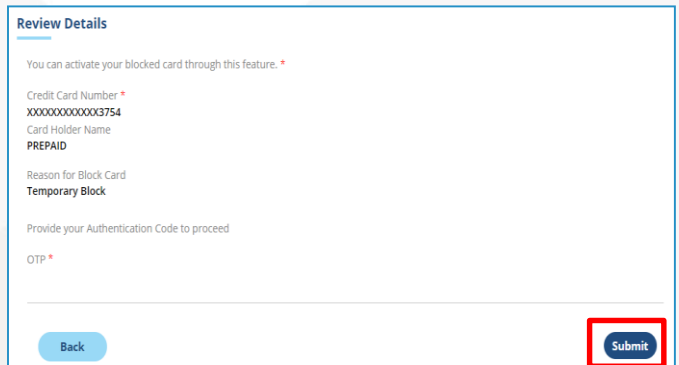 Review Details
You can activate your blocked card through this feature. *
Credit Card Number *
XXXXXXXXXXXX3754
Card Holder Name
PREPAID
Reason for Block Card
Temporary Block
Provide your Authentication Code to proceed
OTP *
Back
Submit